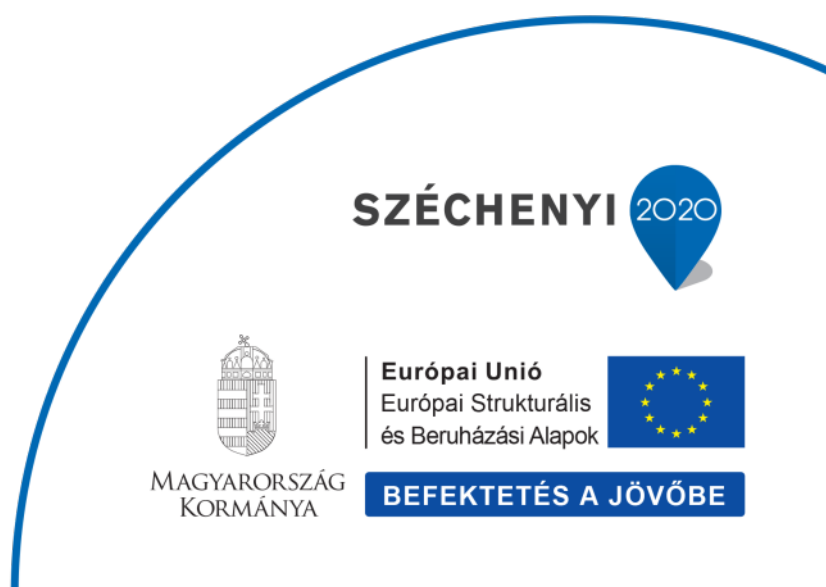 SZÉCHENYI 2020
Európai Unió
Európai Strukturális
és Beruházási Alapok
MAGYARORSZÁG
KORMÁNYA
BEFEKTETÉS A JÖVŐBE